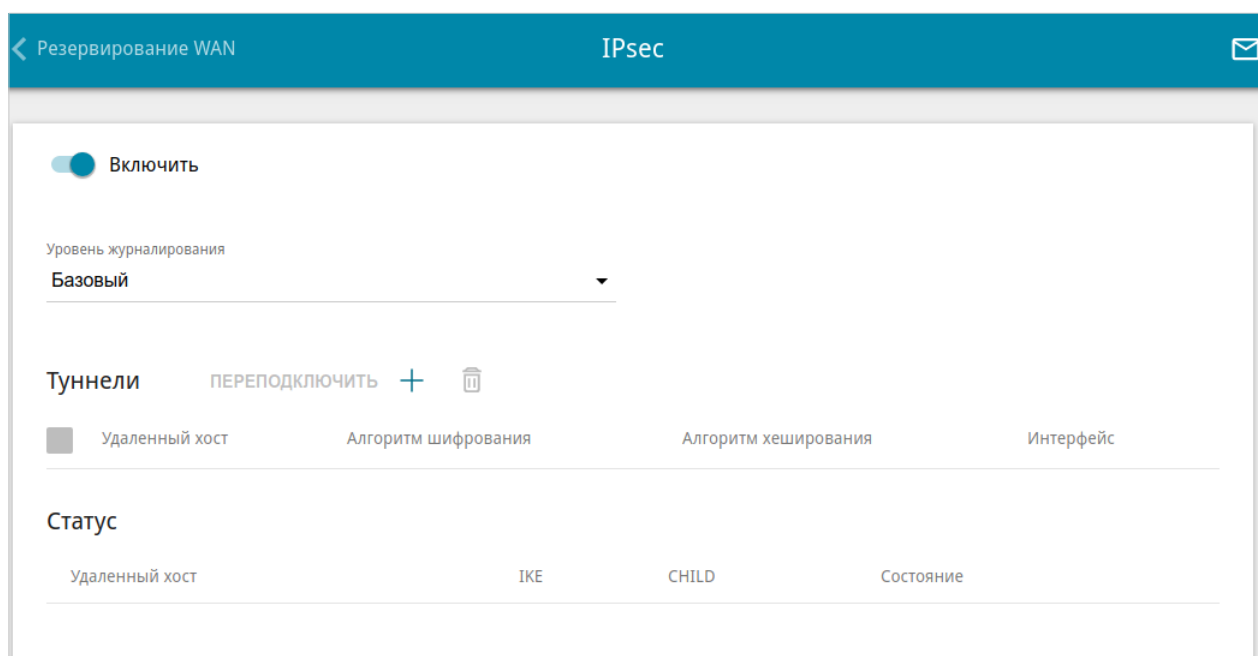 Резервирование WAN
IPsec
Включить
Уровень журналирования
Базовый
Туннели ПЕРЕПОДКЛЮЧИТЬ
Удаленный хост Алгоритм шифрования Алгоритм хеширования Интерфейс
Статус
Удаленный хост IKE CHILD Состояние